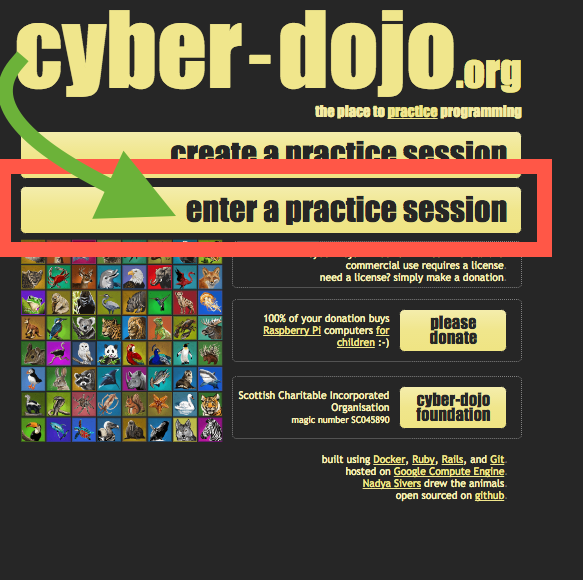 cyber-dojo.org
the place to practice programming
create a practice session
enter a practice session
commercial use requires a license.
need a license? simply make a donation.
100% of your donation buys
Raspberry Pi computers for
children :-)
please
donate
Scottish Charitable Incorporated
Organisation
magic number SC045890
cyber-dojo
foundation
built using Docker, Ruby, Rails, and Git.
hosted on Google Compute Engine.
Nadya Sivers drew the animals.
open sourced on github.